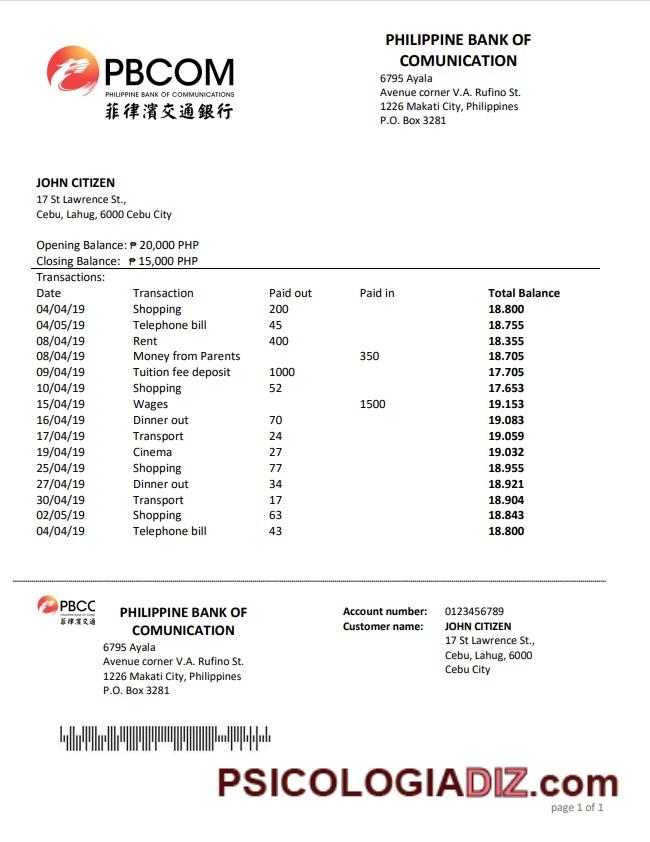 PBCOM
PHILIPPINE BANK OF COMMUNICATIONS
菲律濱交通銀行
PHILIPPINE BANK OF
COMUNICATION
6795 Ayala
Avenue corner V.A. Rufino St.
1226 Makati City, Philippines
P.O. Box 3281
JOHN CITIZEN
17 St Lawrence St.,
Cebu, Lahug, 6000 Cebu City
Opening Balance: ₱ 20,000 PHP
Closing Balance: ₱ 15,000 PHP
Transactions:
Date Transaction Paid out Paid in Total Balance
04/04/19 Shopping 200 18.800
04/05/19 Telephone bill 45 18.755
08/04/19 Rent 400 18.355
08/04/19 Money from Parents 350 18.705
09/04/19 Tuition fee deposit 1000 17.705
10/04/19 Shopping 52 17.653
15/04/19 Wages 1500 19.153
16/04/19 Dinner out 70 19.083
17/04/19 Transport 24 19.059
19/04/19 Cinema 27 19.032
25/04/19 Shopping 77 18.955
27/04/19 Dinner out 34 18.921
30/04/19 Transport 17 18.904
02/05/19 Shopping 63 18.843
04/04/19 Telephone bill 43 18.800
PBCC
菲律濱交通
PHILIPPINE BANK OF
COMUNICATION
6795 Ayala
Avenue corner V.A. Rufino St.
1226 Makati City, Philippines
P.O. Box 3281
Account number: 0123456789
Customer name: JOHN CITIZEN
17 St Lawrence St.,
Cebu, Lahug, 6000
Cebu City
PSICOLOGIADIZ.com
page 1 of 1